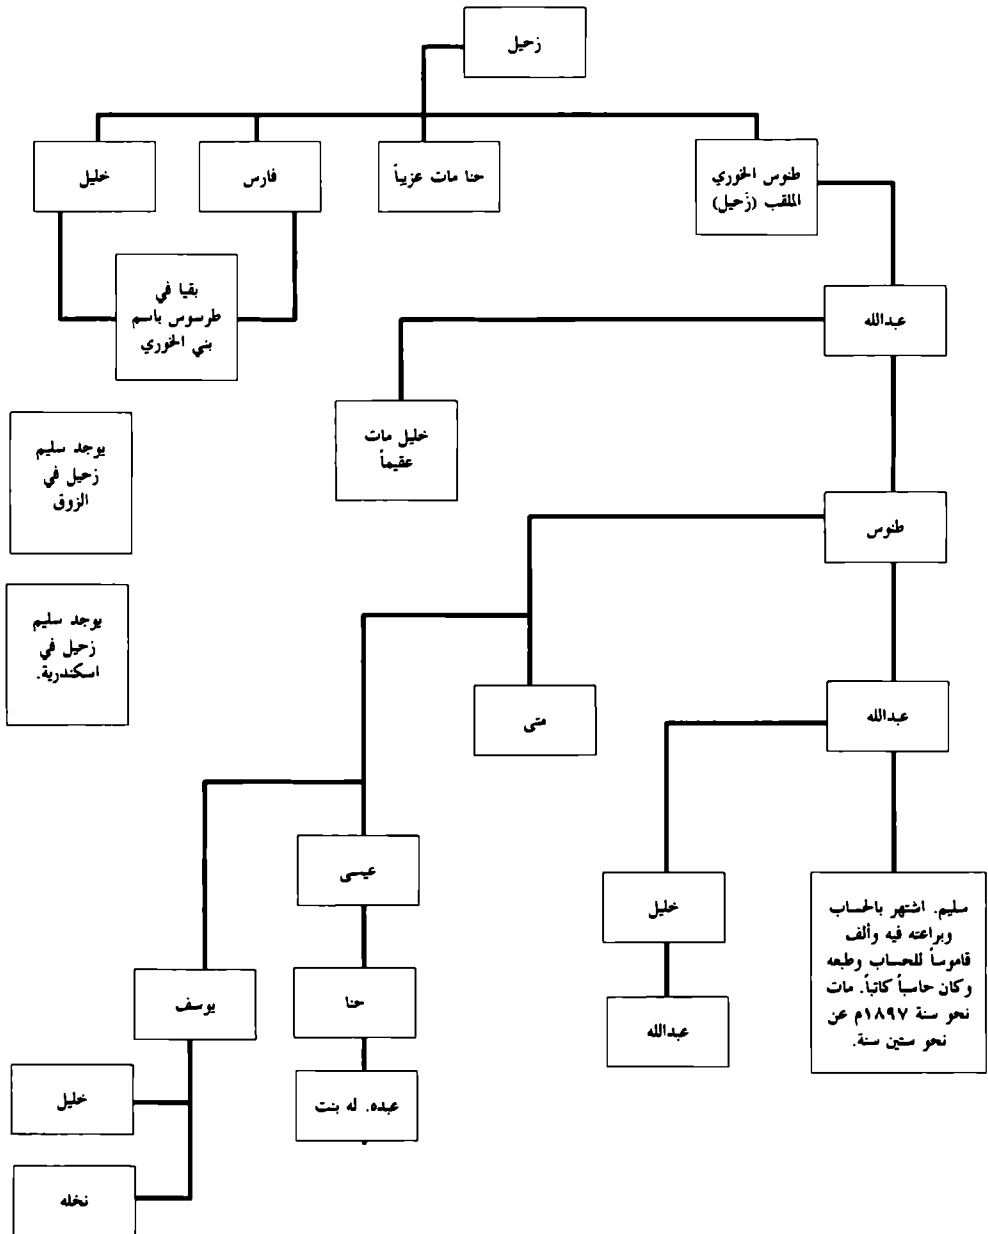 زحيل
طنوس الخوري
الملقب (زَحيل)
حنا مات عزيباً
فارس
خليل
بقيا في
طرسوس باسم
بني الخوري
عبدالله
خليل مات
عقيماً
يوجد سليم
زحيل في
الزوق
طنوس
يوجد سليم
زحيل في
اسكندرية.
متى
عبدالله
عيسى
خليل
سليم. اشتهر بالحساب
وبراعته فيه وألف
قاموساً للحساب وطبعه
وكان حاسباً كاتباً. مات
نحو سنة ١٨٩٧م عن
نحو ستين سنة.
يوسف
حنا
عبدالله
خليل
عبده. له بنت
نخله